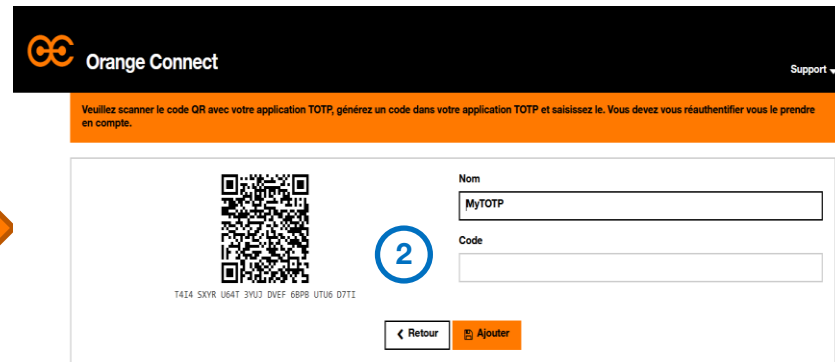 Orange Connect
Support
Veuillez scanner le code QR avec votre application TOTP, générez un code dans votre application TOTP et saisissez le. Vous devez vous réauthentifier vous le prendre
en compte.
Nom
MyTOTP
2
Code
T4I4 SXYR U64T 3YUJ DVEF 6BPB UTU6 D7TI
Retour
Ajouter